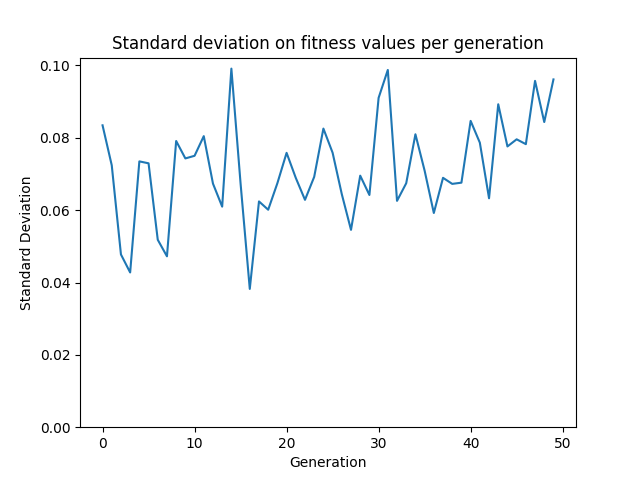 Standard deviation on fitness values per generation
0.10
0.08
0.06
0.04
0.02
0.00
Standard Deviation
0 10 20 30 40 50
Generation